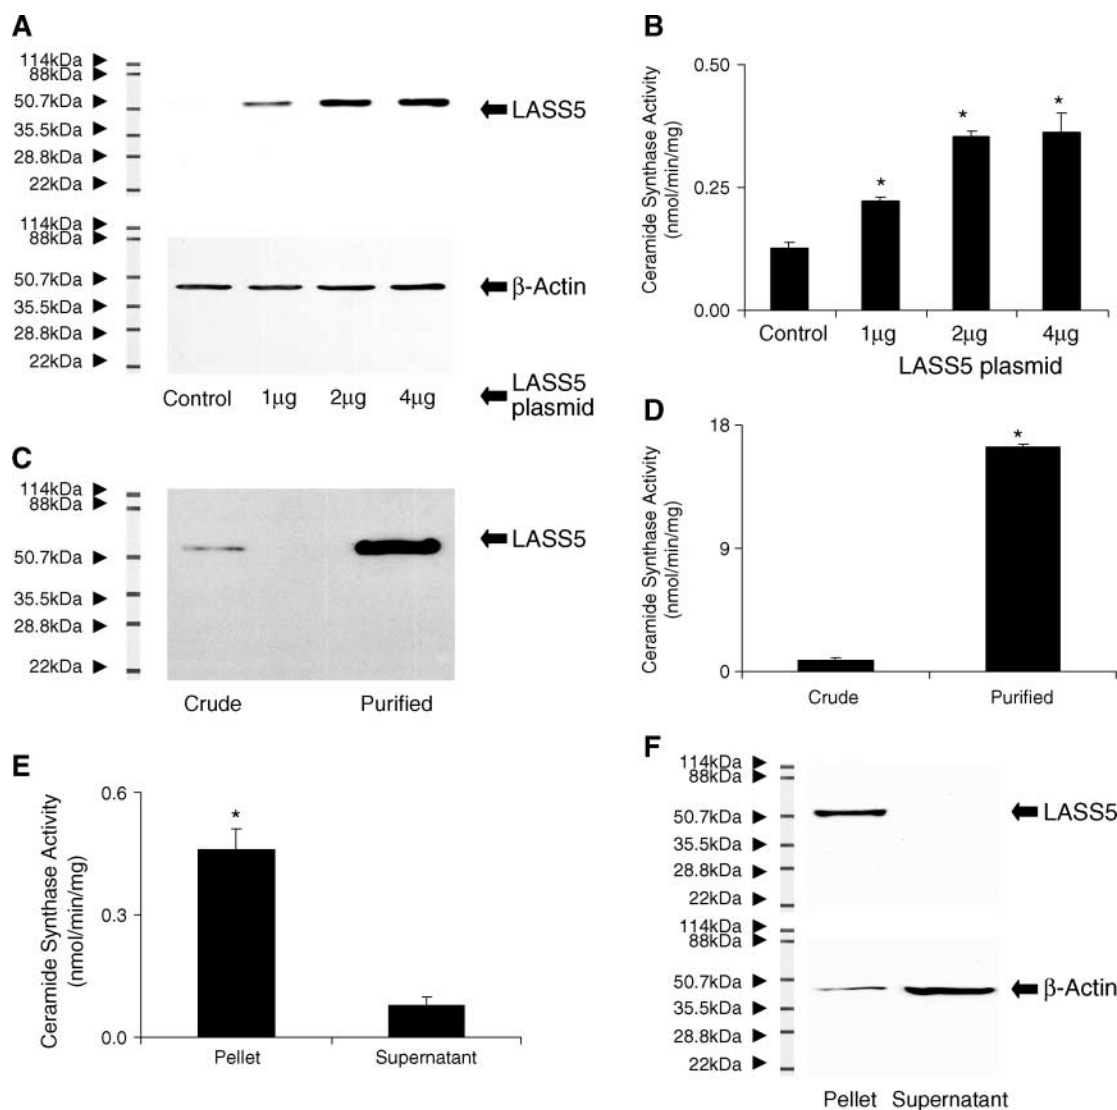 A
114kDa
88kDa
50.7kDa
35.5kDa
28.8kDa
22kDa
LASS5
114kDa
88kDa
50.7kDa
35.5kDa
28.8kDa
22kDa
β-Actin
Control 1μg 2μg 4μg
LASS5
plasmid
B
Ceramide Synthase Activity
(nmol/min/mg)
0.50
0.25
0.00
* * *
Control 1μg 2μg 4μg
LASS5 plasmid
C
114kDa
88kDa
50.7kDa
35.5kDa
28.8kDa
22kDa
LASS5
Crude Purified
D
Ceramide Synthase Activity
(nmol/min/mg)
18
9
0
*
Crude Purified
E
Ceramide Synthase Activity
(nmol/min/mg)
0.6
0.3
0.0
*
Pellet Supernatant
F
114kDa
88kDa
50.7kDa
35.5kDa
28.8kDa
22kDa
LASS5
114kDa
88kDa
50.7kDa
35.5kDa
28.8kDa
22kDa
β-Actin
Pellet Supernatant